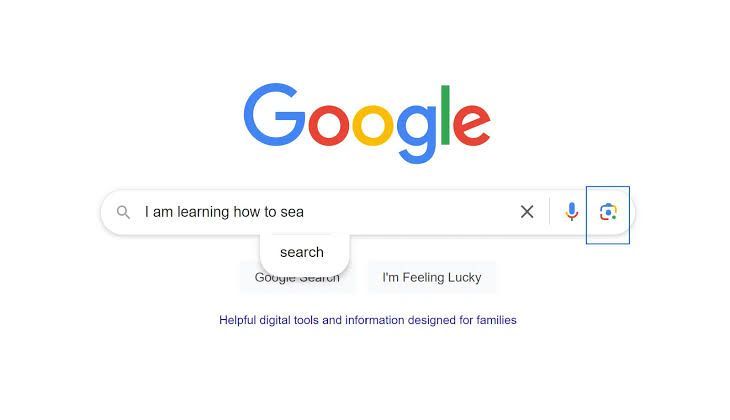 Google
I am learning how to sea
search
Google Search
I'm Feeling Lucky
Helpful digital tools and information designed for families